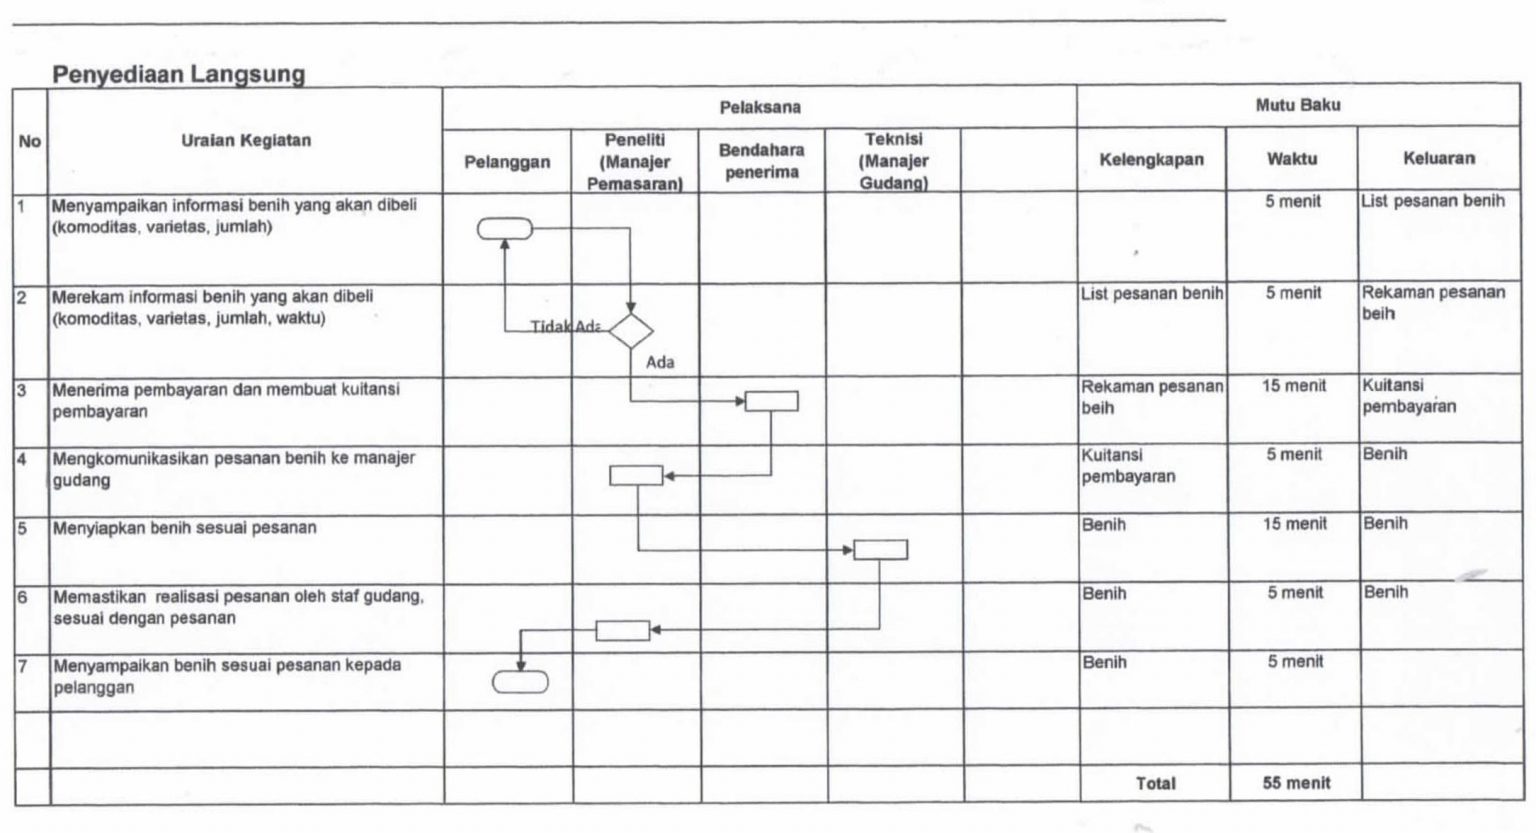 Penyediaan Langsung
No
Uraian Kegiatan
Pelaksana
Mutu Baku
Pelanggan
Peneliti
(Manajer
Pemasaran)
Bendahara
penerima
Teknisi
(Manajer
Gudang)
Kelengkapan
Waktu
Keluaran
1
Menyampaikan informasi benih yang akan dibeli
(komoditas, varietas, jumlah)
5 menit
List pesanan benih
2
Merekam informasi benih yang akan dibeli
(komoditas, varietas, jumlah, waktu)
Tidak Ada
Ada
List pesanan benih
5 menit
Rekaman pesanan
beih
3
Menerima pembayaran dan membuat kuitansi
pembayaran
Rekaman pesanan
beih
15 menit
Kuitansi
pembayaran
4
Mengkomunikasikan pesanan benih ke manajer
gudang
Kuitansi
pembayaran
5 menit
Benih
5
Menyiapkan benih sesuai pesanan
Benih
15 menit
Benih
6
Memastikan realisasi pesanan oleh staf gudang,
sesuai dengan pesanan
Benih
5 menit
Benih
7
Menyampaikan benih sesuai pesanan kepada
pelanggan
Benih
5 menit
Total
55 menit